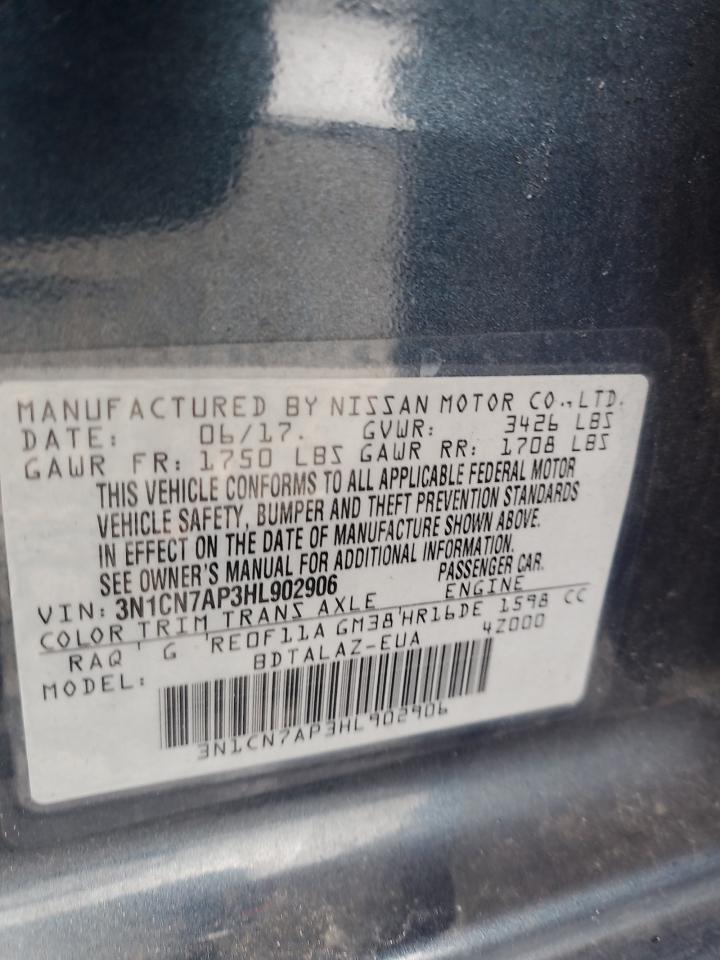 MANUFACTURED BY NISSAN MOTOR CO., LTD.
DATE: 06/17. GVWR: 3426 LBS
GAWR FR: 1750 LBS GAWR RR: 1708 LBS
THIS VEHICLE CONFORMS TO ALL APPLICABLE FEDERAL MOTOR
VEHICLE SAFETY, BUMPER AND THEFT PREVENTION STANDARDS
IN EFFECT ON THE DATE OF MANUFACTURE SHOWN ABOVE.
SEE OWNER'S MANUAL FOR ADDITIONAL INFORMATION.
VIN: 3N1CN7AP3HL902906 PASSENGER CAR.
COLOR TRIM TRANS AXLE ENGINE
RAQ ' G 'RE0F11A GM38'HR16DE 1598 CC
MODEL: BDTALAZ-EUA 4Z000
3N1CN7AP3HL902906